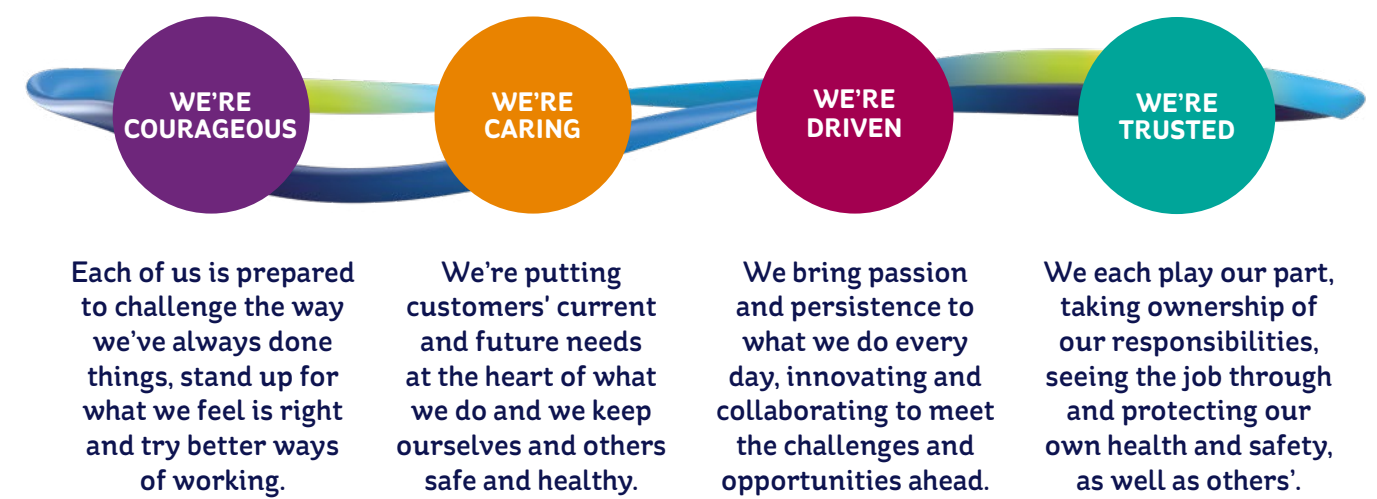 WE'RE
COURAGEOUS
WE'RE
CARING
WE'RE
DRIVEN
WE'RE
TRUSTED
Each of us is prepared
to challenge the way
we've always done
things, stand up for
what we feel is right
and try better ways
of working.
We're putting
customers' current
and future needs
at the heart of what
we do and we keep
ourselves and others
safe and healthy.
We bring passion
and persistence to
what we do every
day, innovating and
collaborating to meet
the challenges and
opportunities ahead.
We each play our part,
taking ownership of
our responsibilities,
seeing the job through
and protecting our
own health and safety,
as well as others'.